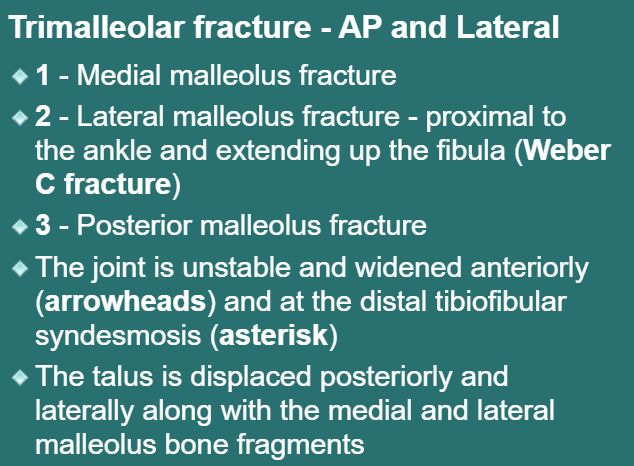 Trimalleolar fracture - AP and Lateral
1 - Medial malleolus fracture
2 - Lateral malleolus fracture - proximal to
the ankle and extending up the fibula (Weber
C fracture)
3 - Posterior malleolus fracture
The joint is unstable and widened anteriorly
(arrowheads) and at the distal tibiofibular
syndesmosis (asterisk)
The talus is displaced posteriorly and
laterally along with the medial and lateral
malleolus bone fragments